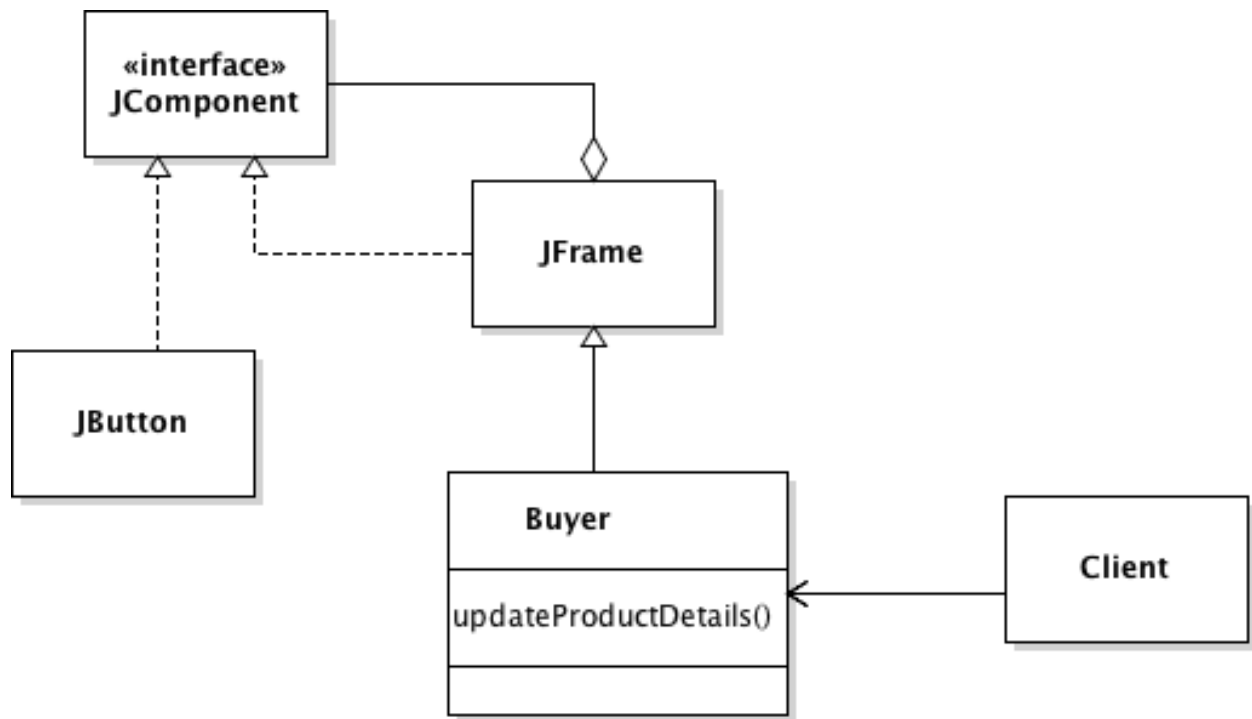 «interface»
JComponent
JFrame
JButton
Buyer
updateProductDetails()
Client